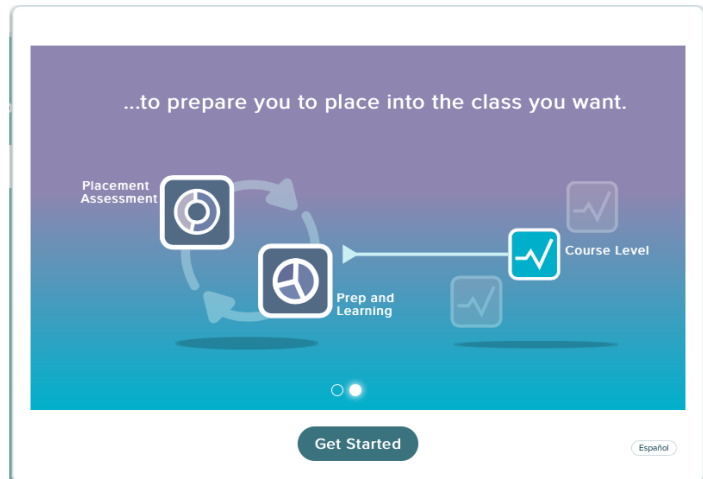 ...to prepare you to place into the class you want.
Placement
Assessment
Course Level
Prep and
Learning
Get Started
Español